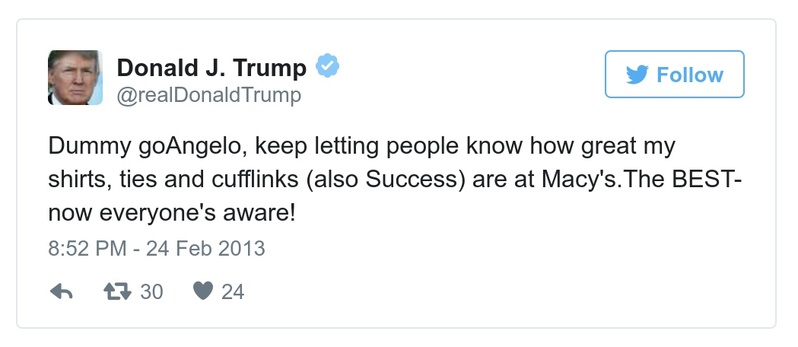 Donald J. Trump
@realDonaldTrump
Follow
Dummy goAngelo, keep letting people know how great my
shirts, ties and cufflinks (also Success) are at Macy's.The BEST-
now everyone's aware!
8:52 PM - 24 Feb 2013
30 24